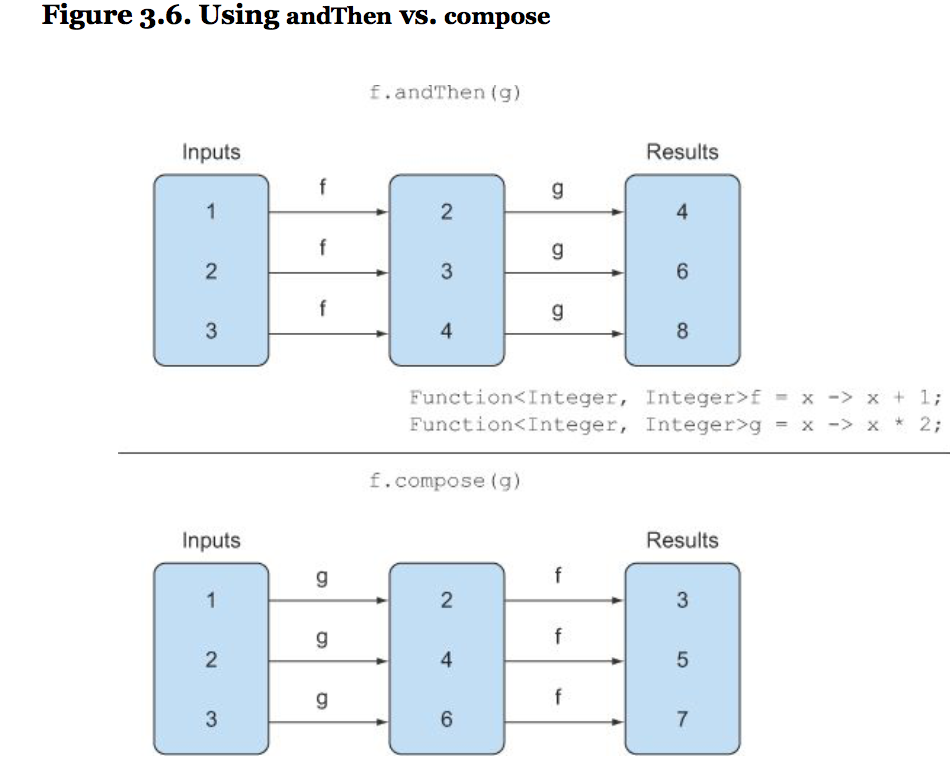 Figure 3.6. Using andThen vs. compose
f.andThen(g)
Inputs Results
f g
1 2 4
f g
2 3 6
f g
3 4 8
Function<Integer, Integer>f = x -> x + 1;
Function<Integer, Integer>g = x -> x * 2;
f.compose(g)
Inputs Results
g f
1 2 3
g f
2 4 5
g f
3 6 7